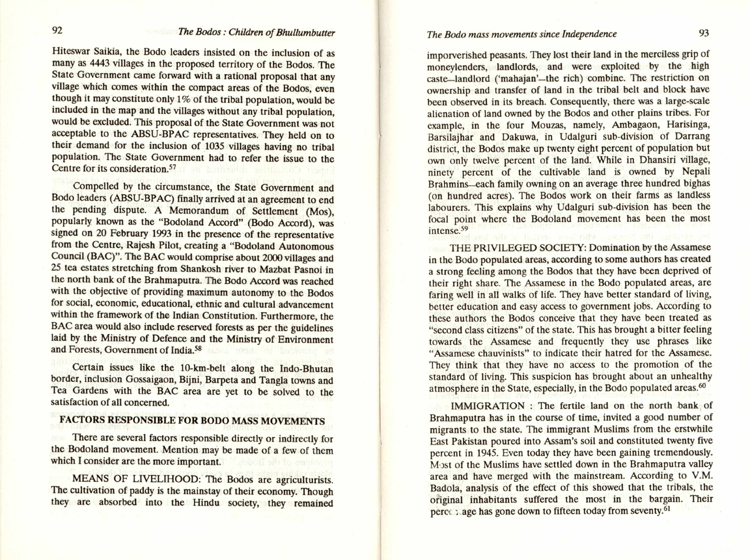 92
The Bodos : Children of Bhullumbutter
Hiteswar Saikia, the Bodo leaders insisted on the inclusion of as
many as 4443 villages in the proposed territory of the Bodos. The
State Government came forward with a rational proposal that any
village which comes within the compact areas of the Bodos, even
though it may constitute only 1% of the tribal population, would be
included in the map and the villages without any tribal population,
would be excluded. This proposal of the State Government was not
acceptable to the ABSU-BPAC representatives. They held on to
their demand for the inclusion of 1035 villages having no tribal
population. The State Government had to refer the issue to the
Centre for its consideration.57
Compelled by the circumstance, the State Government and
Bodo leaders (ABSU-BPAC) finally arrived at an agreement to end
the pending dispute. A Memorandum of Settlement (Mos),
popularly known as the "Bodoland Accord" (Bodo Accord), was
signed on 20 February 1993 in the presence of the representative
from the Centre, Rajesh Pilot, creating a "Bodoland Autonomous
Council (BAC)". The BAC would comprise about 2000 villages and
25 tea estates stretching from Shankosh river to Mazbat Pasnoi in
the north bank of the Brahmaputra. The Bodo Accord was reached
with the objective of providing maximum autonomy to the Bodos
for social, economic, educational, ethnic and cultural advancement
within the framework of the Indian Constitution. Furthermore, the
BAC area would also include reserved forests as per the guidelines
laid by the Ministry of Defence and the Ministry of Environment
and Forests, Government of India.58
Certain issues like the 10-km-belt along the Indo-Bhutan
border, inclusion Gossaigaon, Bijni, Barpeta and Tangla towns and
Tea Gardens with the BAC area are yet to be solved to the
satisfaction of all concerned.
FACTORS RESPONSIBLE FOR BODO MASS MOVEMENTS
There are several factors responsible directly or indirectly for
the Bodoland movement. Mention may be made of a few of them
which I consider are the more important.
MEANS OF LIVELIHOOD: The Bodos are agriculturists.
The cultivation of paddy is the mainstay of their economy. Though
they are absorbed into the Hindu society, they remained
The Bodo mass movements since Independence
93
imporverished peasants. They lost their land in the merciless grip of
moneylenders, landlords, and were exploited by the high
caste—landlord ('mahajan'—the rich) combine. The restriction on
ownership and transfer of land in the tribal belt and block have
been observed in its breach. Consequently, there was a large-scale
alienation of land owned by the Bodos and other plains tribes. For
example, in the four Mouzas, namely, Ambagaon, Harisinga,
Barsilajhar and Dakuwa, in Udalguri sub-division of Darrang
district, the Bodos make up twenty eight percent of population but
own only twelve percent of the land. While in Dhansiri village,
ninety percent of the cultivable land is owned by Nepali
Brahmins—each family owning on an average three hundred bighas
(on hundred acres). The Bodos work on their farms as landless
labourers. This explains why Udalguri sub-division has been the
focal point where the Bodoland movement has been the most
intense.59
THE PRIVILEGED SOCIETY: Domination by the Assamese
in the Bodo populated areas, according to some authors has created
a strong feeling among the Bodos that they have been deprived of
their right share. The Assamese in the Bodo populated areas, are
faring well in all walks of life. They have better standard of living,
better education and easy access to government jobs. According to
these authors the Bodos conceive that they have been treated as
"second class citizens" of the state. This has brought a bitter feeling
towards the Assamese and frequently they use phrases like
"Assamese chauvinists" to indicate their hatred for the Assamese.
They think that they have no access to the promotion of the
standard of living. This suspicion has brought about an unhealthy
atmosphere in the State, especially, in the Bodo populated areas.60
IMMIGRATION : The fertile land on the north bank of
Brahmaputra has in the course of time, invited a good number of
migrants to the state. The immigrant Muslims from the erstwhile
East Pakistan poured into Assam's soil and constituted twenty five
percent in 1945. Even today they have been gaining tremendously.
Most of the Muslims have settled down in the Brahmaputra valley
area and have merged with the mainstream. According to V.M.
Badola, analysis of the effect of this showed that the tribals, the
original inhabitants suffered the most in the bargain. Their
age has gone down to fifteen today from seventy.61